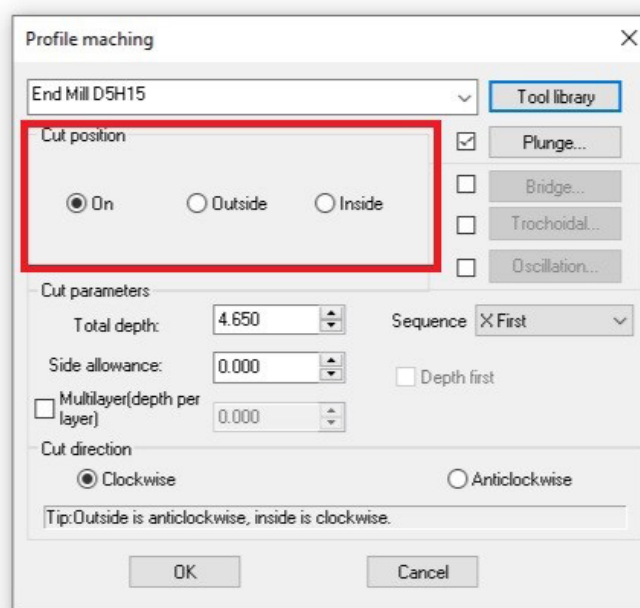 Profile maching
End Mill D5H15
Tool library
Cut position
Plunge...
On
Outside
Inside
Bridge...
Trochoidal...
Oscillation...
Cut parameters
Total depth:
4.650
Sequence
X First
Side allowance:
0.000
Depth first
Multilayer(depth per
layer)
0.000
Cut direction
Clockwise
Anticlockwise
Tip:Outside is anticlockwise, inside is clockwise.
OK
Cancel